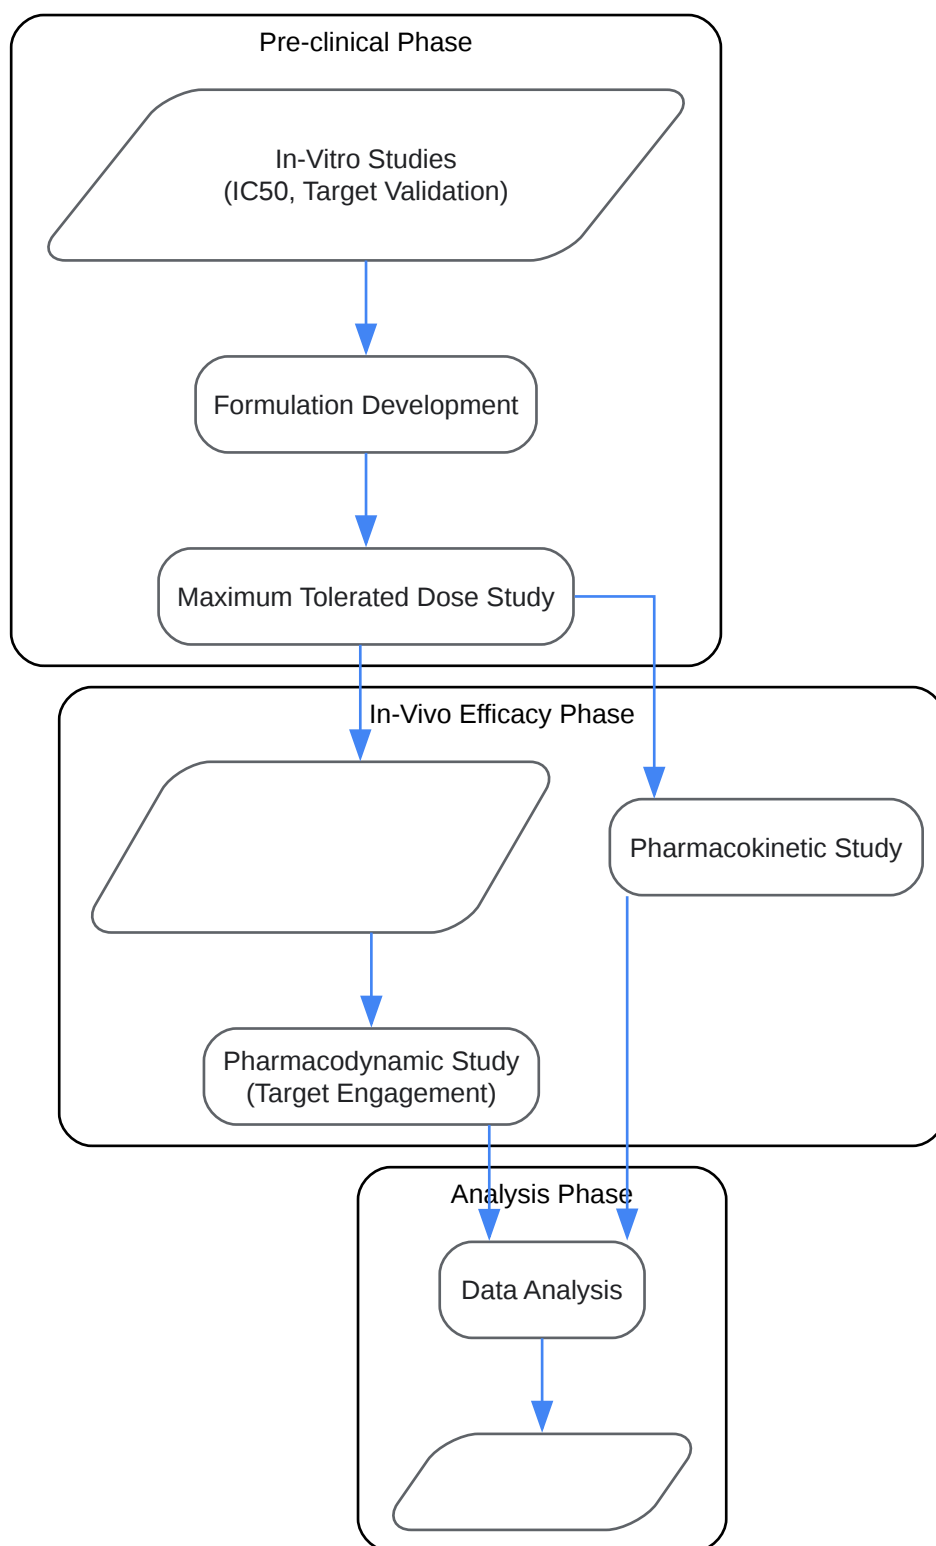 Pre-clinical Phase
In-Vitro Studies
(IC50, Target Validation)
Formulation Development
Maximum Tolerated Dose Study
In-Vivo Efficacy Phase
Pharmacokinetic Study
Pharmacodynamic Study
(Target Engagement)
Analysis Phase
Data Analysis